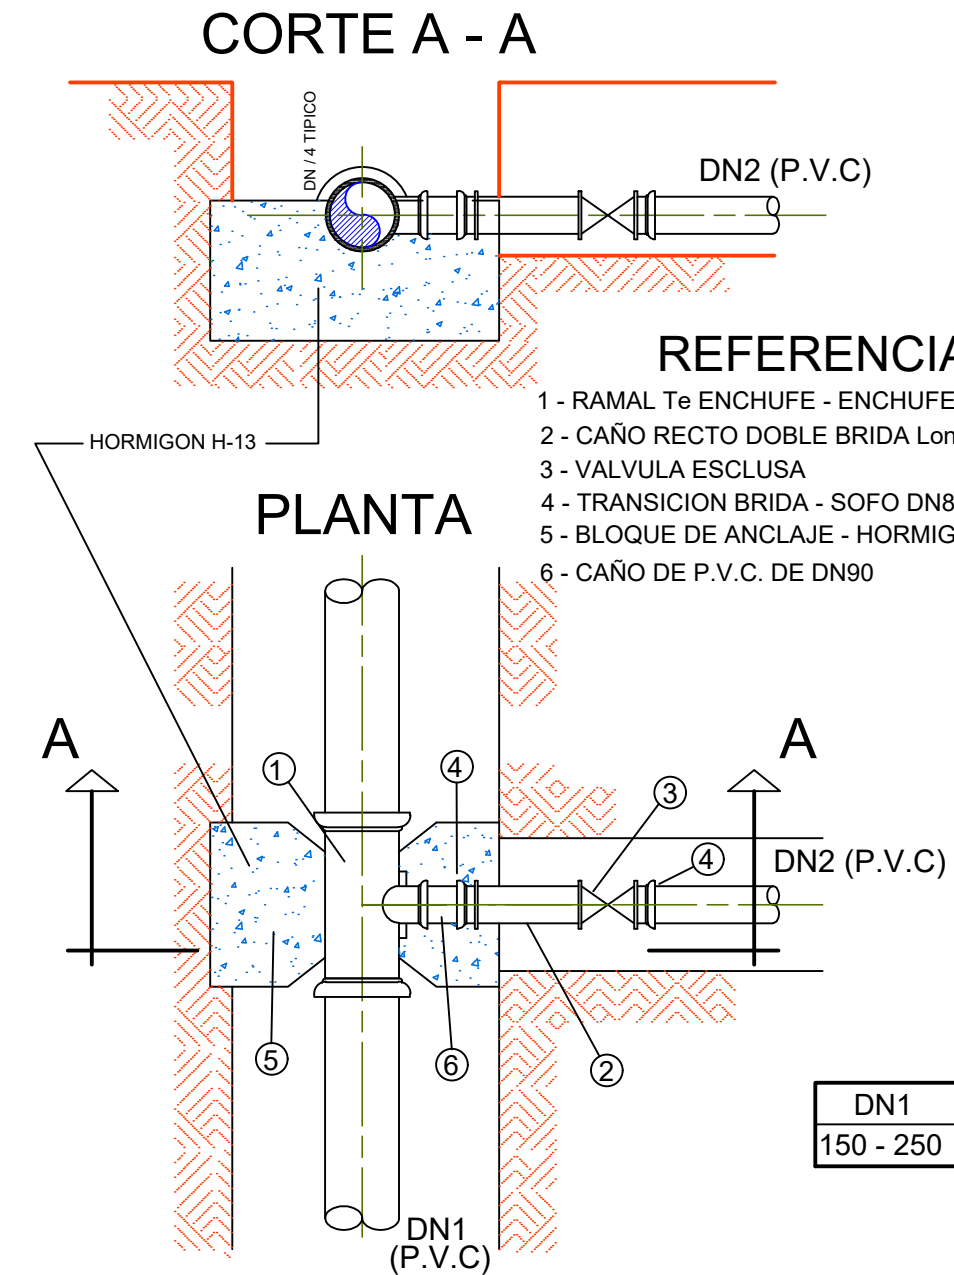 CORTE A - A
DN / 4 TIPICO
DN2 (P.V.C)
REFERENCIA
1 - RAMAL Te ENCHUFE - ENCHUFE
2 - CAÑO RECTO DOBLE BRIDA Lon
3 - VALVULA ESCLUSA
4 - TRANSICION BRIDA - SOFO DN8
5 - BLOQUE DE ANCLAJE - HORMIG
6 - CAÑO DE P.V.C. DE DN90
HORMIGON H-13
PLANTA
A
A
1
4
3
4
DN2 (P.V.C)
5
6
2
DN1
150 - 250
DN1
(P.V.C)